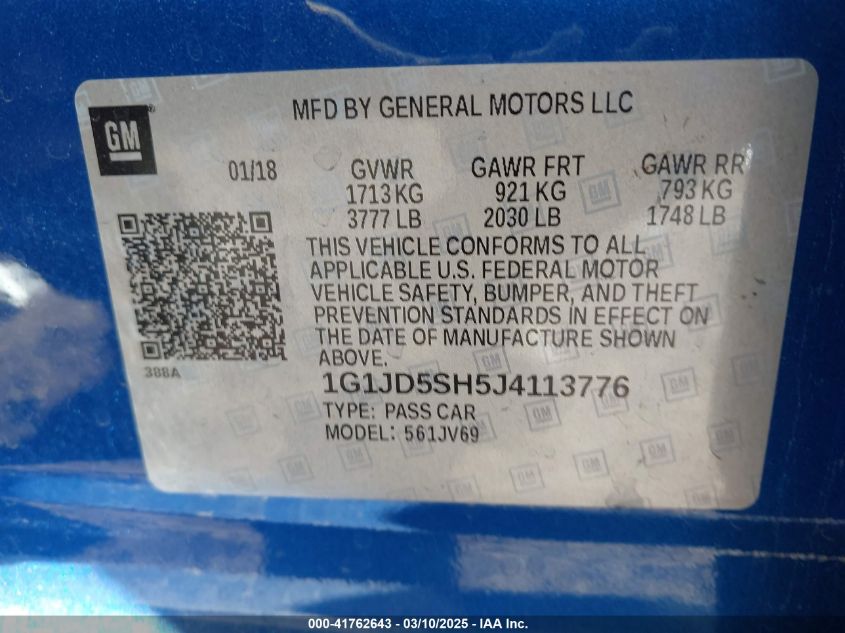 MFD BY GENERAL MOTORS LLC
GM
01/18 GVWR GAWR FRT GAWR RR
1713 KG 921 KG 793 KG
3777 LB 2030 LB 1748 LB
THIS VEHICLE CONFORMS TO ALL
APPLICABLE U.S. FEDERAL MOTOR
VEHICLE SAFETY, BUMPER, AND THEFT
PREVENTION STANDARDS IN EFFECT ON
THE DATE OF MANUFACTURE SHOWN
ABOVE.
388A
1G1JD5SH5J4113776
TYPE: PASS CAR
MODEL: 561JV69
000-41762643 - 03/10/2025 - IAA Inc.